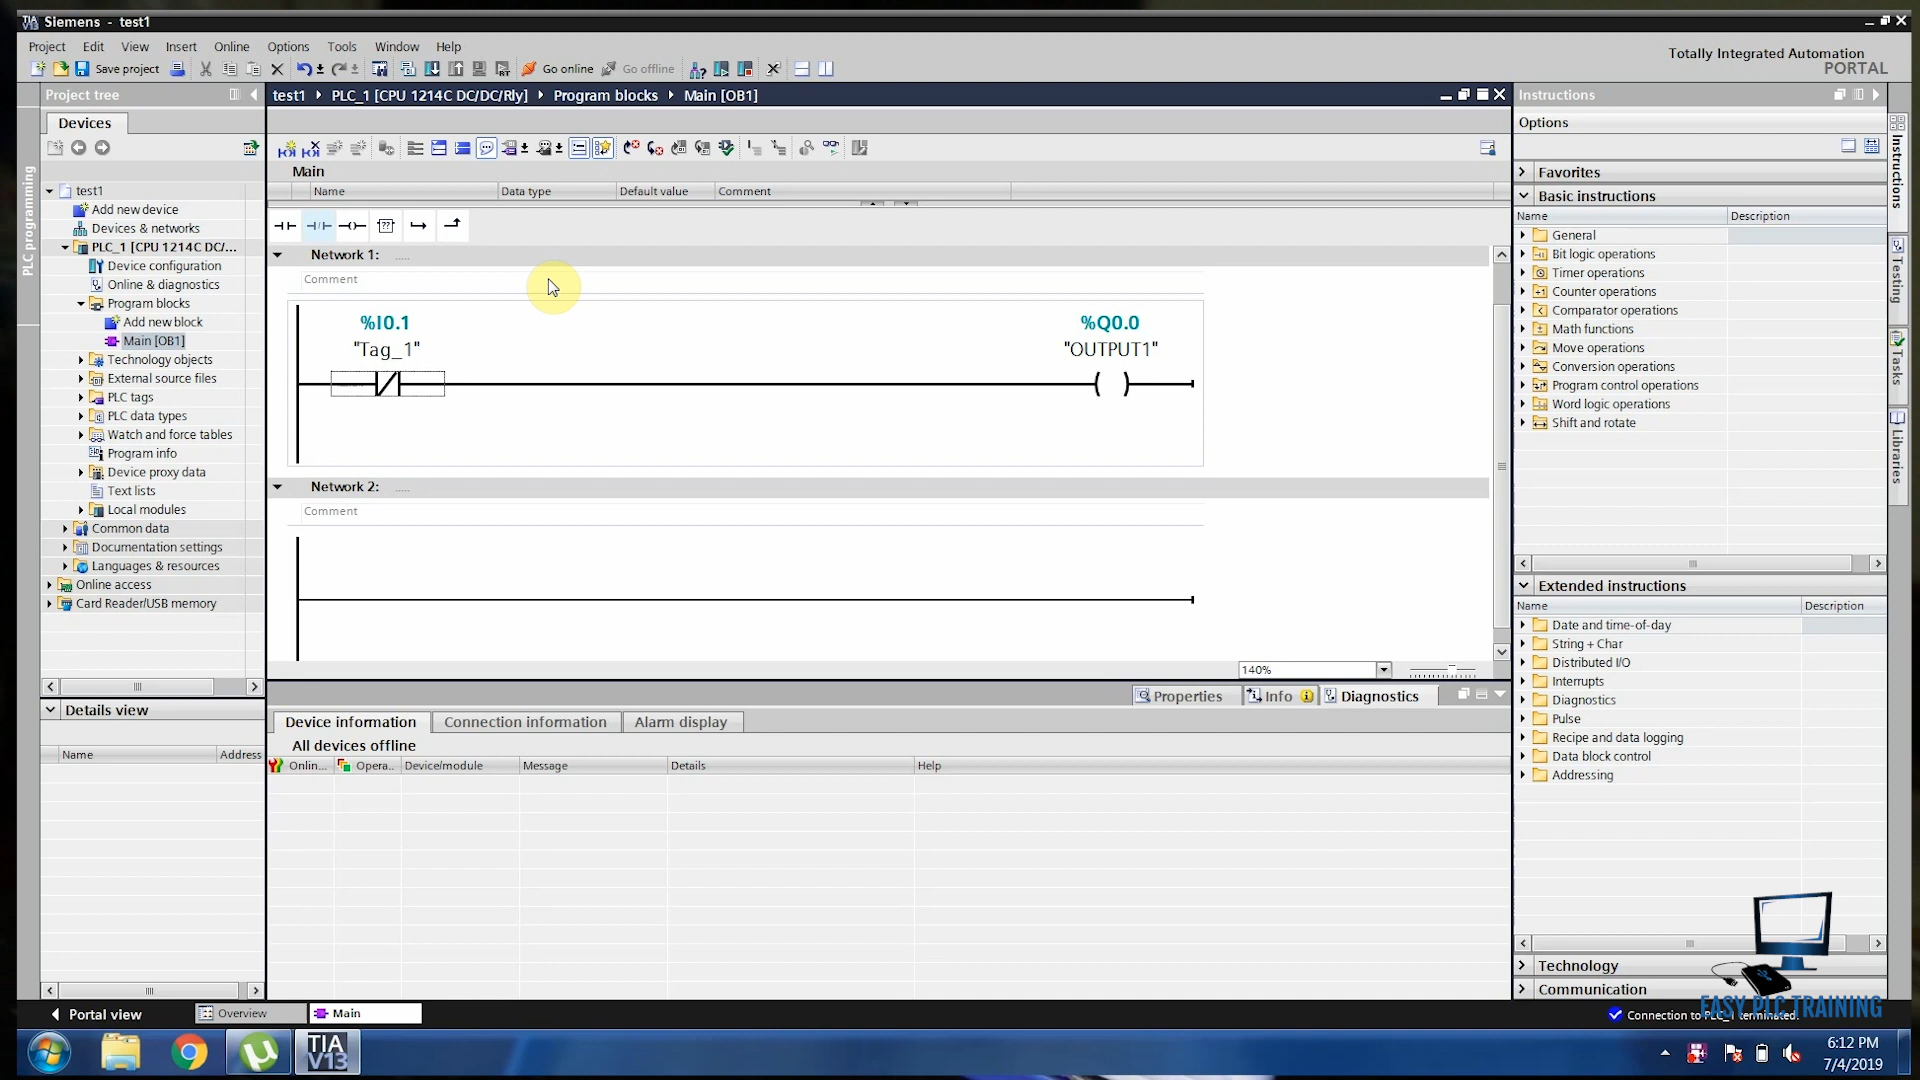 Siemens - test1
Project Edit View Insert Online Options Tools Window Help
Totally Integrated Automation
PORTAL
Save project
Go online
Go offline
Project tree
test1 PLC_1 [CPU 1214C DC/DC/Rly] Program blocks Main [OB1]
Instructions
Devices
Options
Main
Name Data type Default value Comment
PLC programming
test1
Add new device
Devices & networks
PLC_1 [CPU 1214C DC/...
Device configuration
Online & diagnostics
Program blocks
Add new block
Main [OB1]
Technology objects
External source files
PLC tags
PLC data types
Watch and force tables
Program info
Device proxy data
Text lists
Local modules
Common data
Documentation settings
Languages & resources
Online access
Card Reader/USB memory
Details view
Name Address
Network 1: .....
Comment
%I0.1
"Tag_1"
%Q0.0
"OUTPUT1"
Network 2: .....
Comment
140%
Properties Info Diagnostics
Device information Connection information Alarm display
All devices offline
Onlin... Opera... Device/module Message Details Help
Favorites
Basic instructions
Name Description
General
Bit logic operations
Timer operations
Counter operations
Comparator operations
Math functions
Move operations
Conversion operations
Program control operations
Word logic operations
Shift and rotate
Extended instructions
Name Description
Date and time-of-day
String + Char
Distributed I/O
Interrupts
Diagnostics
Pulse
Recipe and data logging
Data block control
Addressing
Technology
Communication
Instructions
Testing
Tasks
Libraries
EASY PLC TRAINING
Portal view
Overview
Main
Connection to PLC_1 terminated.
TIA
V13
6:12 PM
7/4/2019